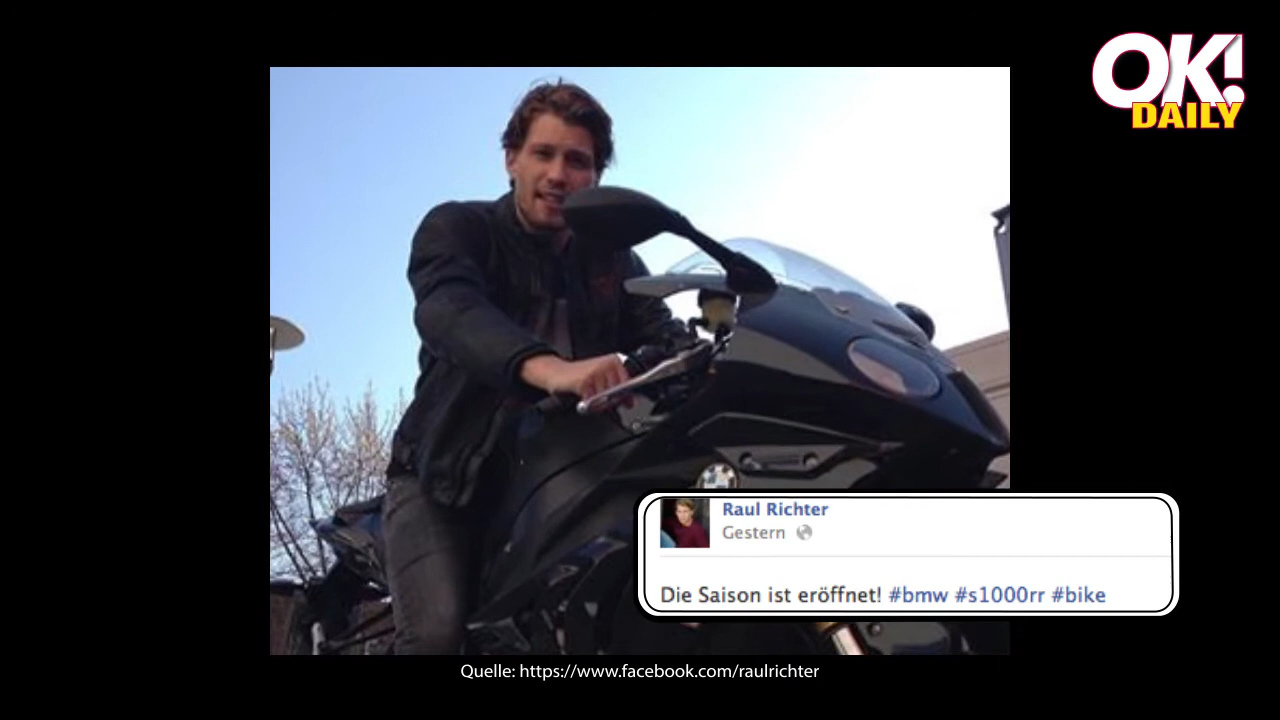 OK!
DAILY
Raul Richter
Gestern
Die Saison ist eröffnet! #bmw #s1000rr #bike
Quelle: https://www.facebook.com/raulrichter